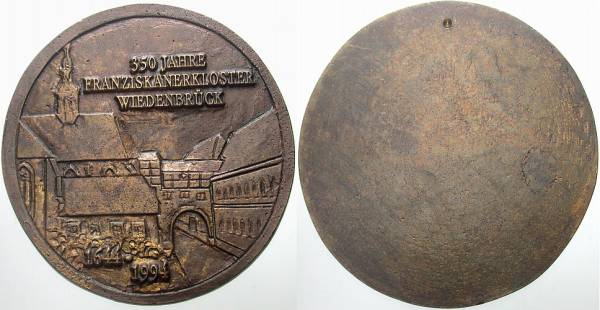 350 JAHRE
FRANZISKANERKLOSTER
WIEDENBRÜCK
1644
1994